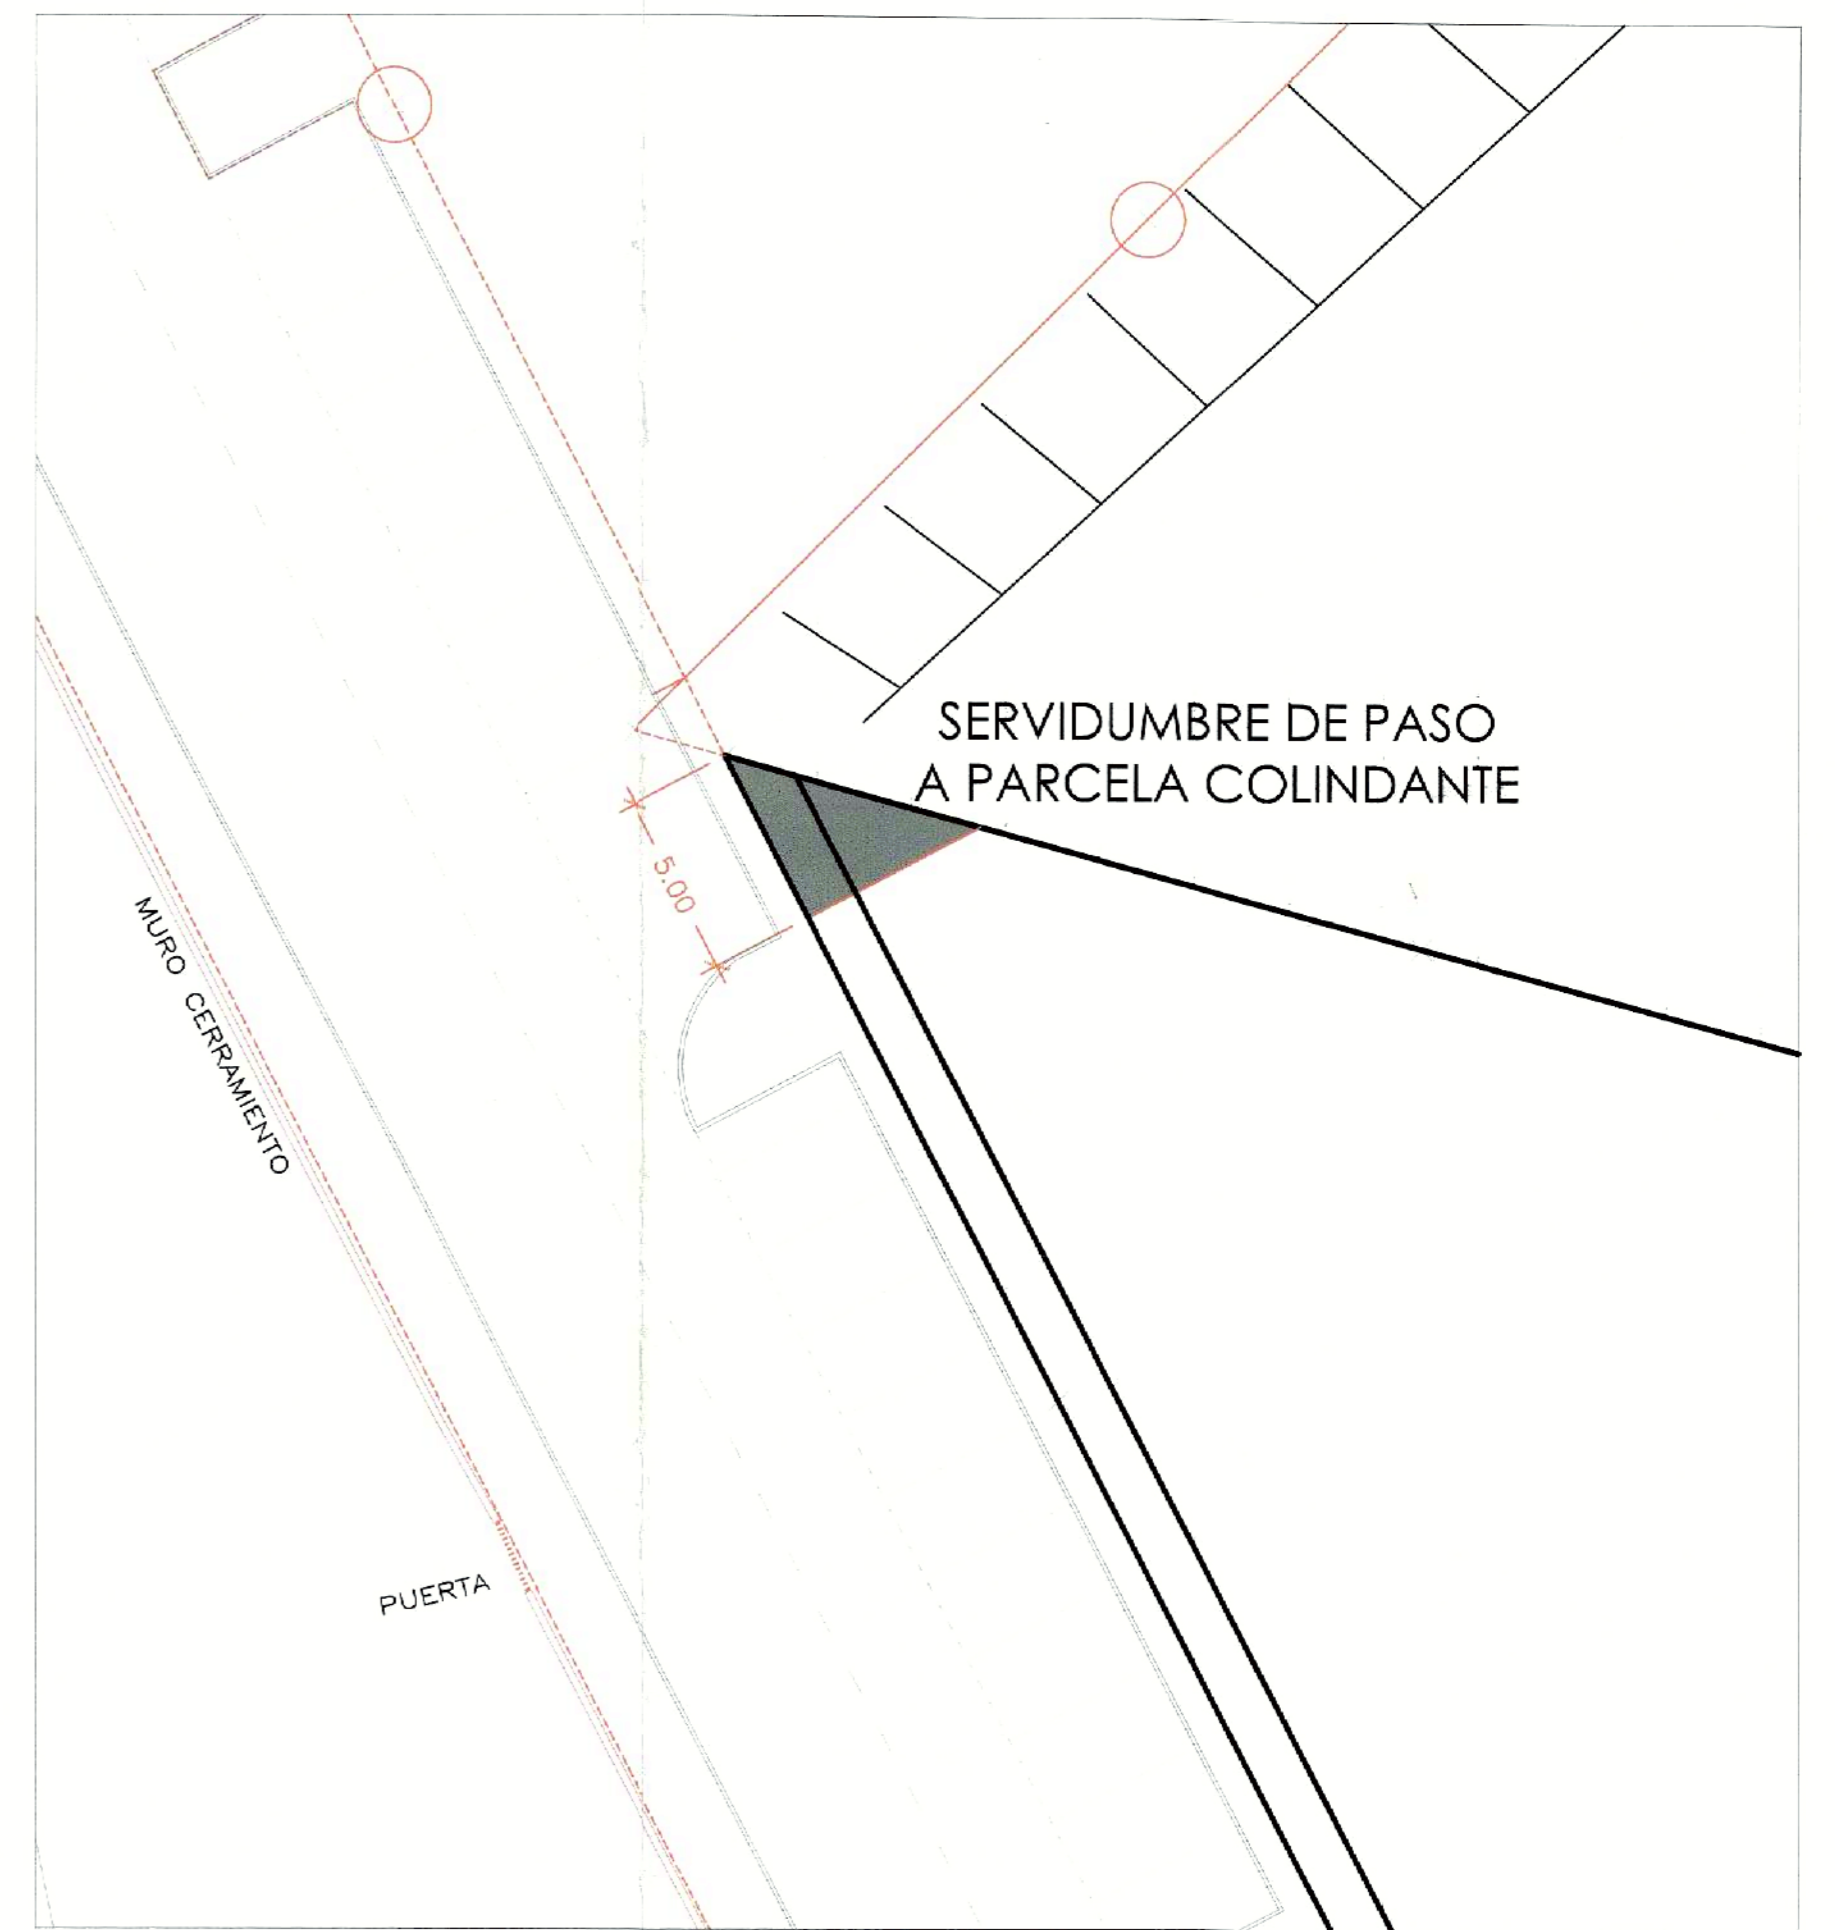 SERVIDUMBRE DE PASO
A PARCELA COLINDANTE
5.00
MURO CERRAMIENTO
PUERTA